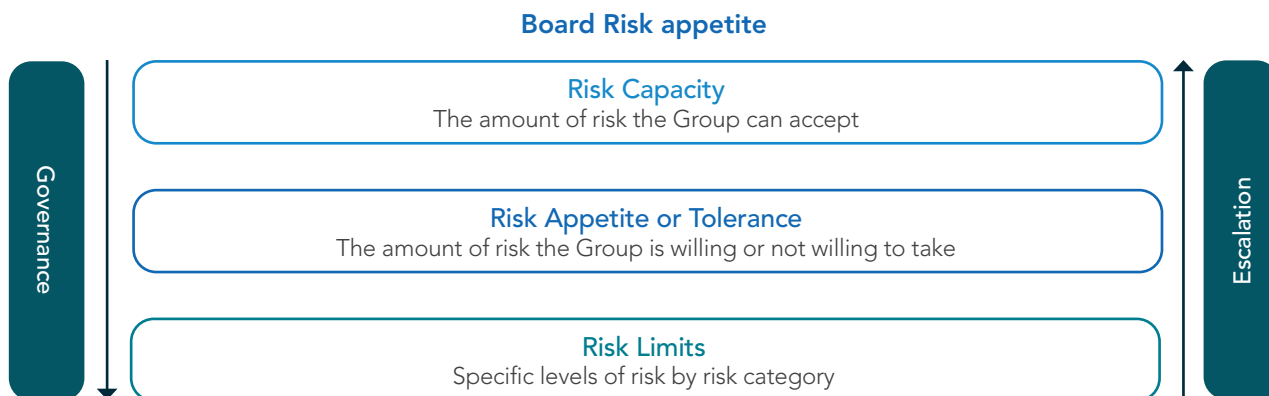 Board Risk appetite
Governance
Risk Capacity
The amount of risk the Group can accept
Risk Appetite or Tolerance
The amount of risk the Group is willing or not willing to take
Risk Limits
Specific levels of risk by risk category
Escalation